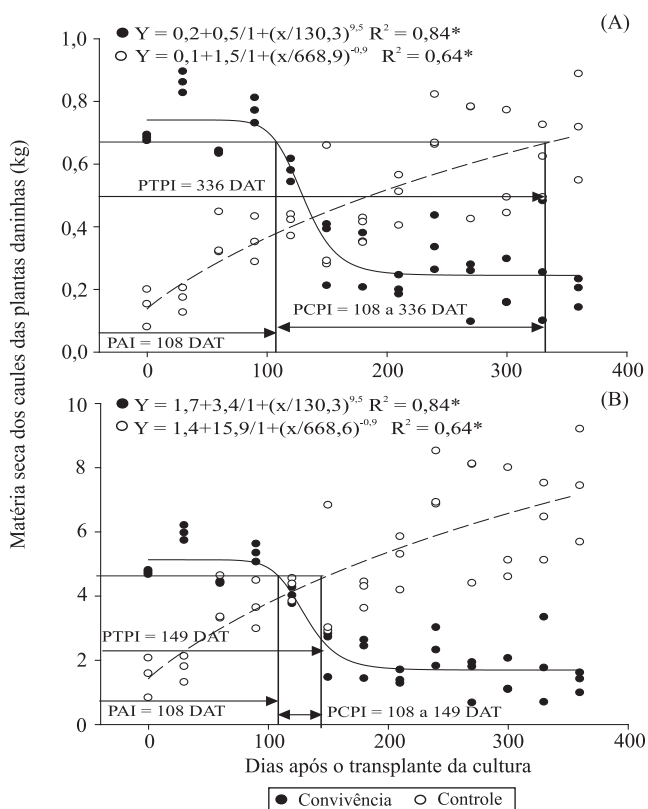 (A)
● Y = 0,2+0,5/1+(x/130,3)^9,5 R² = 0,84*
○ Y = 0,1+1,5/1+(x/668,9)^-0,9 R² = 0,64*
1,0
0,8
0,6
0,4
0,2
0,0
PTPI = 336 DAT
PCPI = 108 a 336 DAT
PAI = 108 DAT
0 100 200 300 400
Matéria seca dos caules das plantas daninhas (kg)
(B)
● Y = 1,7+3,4/1+(x/130,3)^9,5 R² = 0,84*
○ Y = 1,4+15,9/1+(x/668,6)^-0,9 R² = 0,64*
10
8
6
4
2
0
PTPI = 149 DAT
PAI = 108 DAT
PCPI = 108 a 149 DAT
0 100 200 300 400
Dias após o transplante da cultura
● Convivência ○ Controle